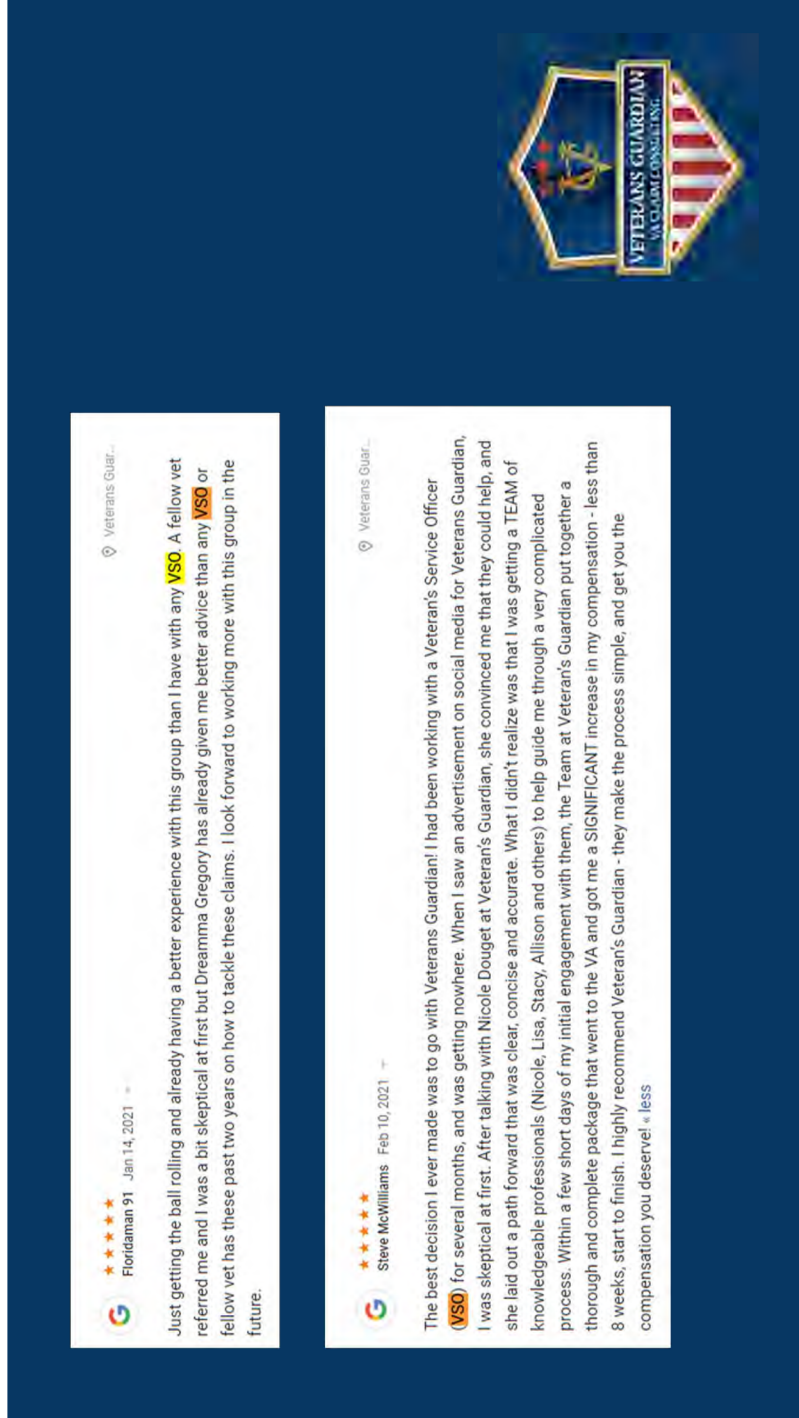 Floridaman 91 Jan 14, 2021
Veterans Guar...
Just getting the ball rolling and already having a better experience with this group than I have with any VSO. A fellow vet
referred me and I was a bit skeptical at first but Dreamma Gregory has already given me better advice than any VSO or
fellow vet has these past two years on how to tackle these claims. I look forward to working more with this group in the
future.
Steve McWilliams Feb 10, 2021
Veterans Guar...
The best decision I ever made was to go with Veterans Guardian! I had been working with a Veteran's Service Officer
(VSO) for several months, and was getting nowhere. When I saw an advertisement on social media for Veterans Guardian,
I was skeptical at first. After talking with Nicole Douget at Veteran's Guardian, she convinced me that they could help, and
she laid out a path forward that was clear, concise and accurate. What I didn't realize was that I was getting a TEAM of
knowledgeable professionals (Nicole, Lisa, Stacy, Allison and others) to help guide me through a very complicated
process. Within a few short days of my initial engagement with them, the Team at Veteran's Guardian put together a
thorough and complete package that went to the VA and got me a SIGNIFICANT increase in my compensation - less than
8 weeks, start to finish. I highly recommend Veteran's Guardian - they make the process simple, and get you the
compensation you deserve! « less
VETERANS GUARDIAN
VA CLAIM CONSULTING